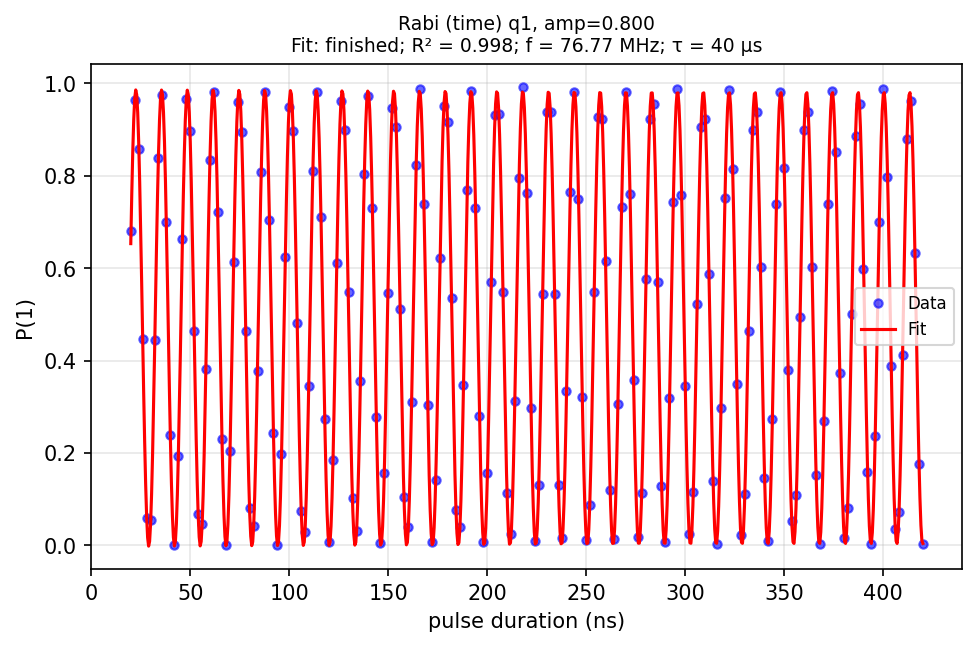 Rabi (time) q1, amp=0.800
Fit: finished; R² = 0.998; f = 76.77 MHz; τ = 40 μs
1.0
0.8
0.6
0.4
0.2
0.0
P(1)
Data
Fit
0 50 100 150 200 250 300 350 400
pulse duration (ns)